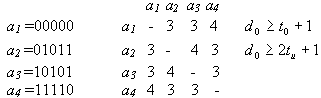 a1 a2 a3 a4
a1=00000 a1 - 3 3 4 d0 ≥ t0 + 1
a2=01011 a2 3 - 4 3 d0 ≥ 2tu + 1
a3=10101 a3 3 4 - 3
a4=11110 a4 4 3 3 -